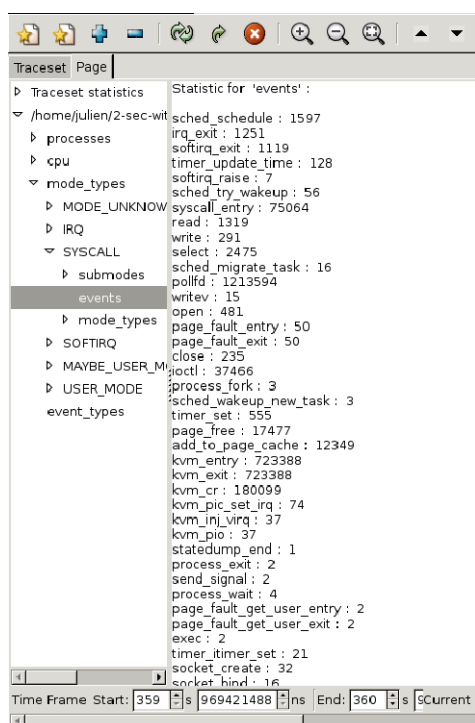 Traceset Page
Traceset statistics
/home/julien/2-sec-wit
processes
cpu
mode_types
MODE_UNKNOW
IRQ
SYSCALL
submodes
events
mode_types
SOFTIRQ
MAYBE_USER_M
USER_MODE
event_types
Statistic for 'events' :
sched_schedule : 1597
irq_exit : 1251
softirq_exit : 1119
timer_update_time : 128
softirq_raise : 7
sched_try_wakeup : 56
syscall_entry : 75064
read : 1319
write : 291
select : 2475
sched_migrate_task : 16
pollfd : 1213594
writev : 15
open : 481
page_fault_entry : 50
page_fault_exit : 50
close : 235
ioctl : 37466
process_fork : 3
sched_wakeup_new_task : 3
timer_set : 555
page_free : 17477
add_to_page_cache : 12349
kvm_entry : 723388
kvm_exit : 723388
kvm_cr : 180099
kvm_pic_set_irq : 74
kvm_inj_virq : 37
kvm_pio : 37
statedump_end : 1
process_exit : 2
send_signal : 2
process_wait : 4
page_fault_get_user_entry : 2
page_fault_get_user_exit : 2
exec : 2
timer_itimer_set : 21
socket_create : 32
socket_bind : 16
Time Frame Start: 359 s 969421488 ns End: 360 s 9 Current